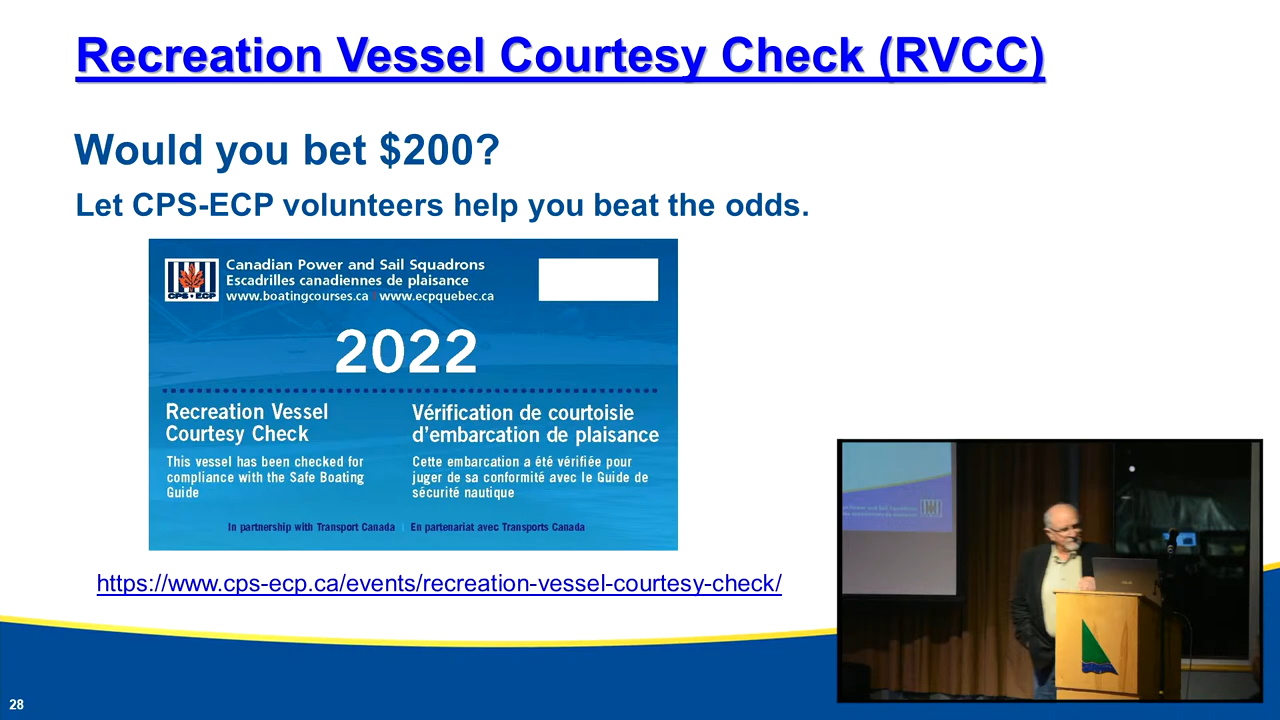 Recreation Vessel Courtesy Check (RVCC)
Would you bet $200?
Let CPS-ECP volunteers help you beat the odds.
Canadian Power and Sail Squadrons
Escadrilles canadiennes de plaisance
www.boatingcourses.ca | www.ecpquebec.ca
CPS • ECP
2022
Recreation Vessel
Courtesy Check
This vessel has been checked for
compliance with the Safe Boating
Guide
Vérification de courtoisie
d'embarcation de plaisance
Cette embarcation a été vérifiée pour
juger de sa conformité avec le Guide de
sécurité nautique
In partnership with Transport Canada | En partenariat avec Transports Canada
https://www.cps-ecp.ca/events/recreation-vessel-courtesy-check/
Power and Sail Squadrons
28